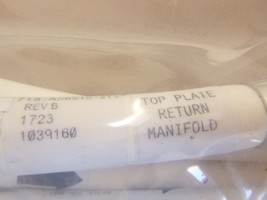 REV B
1723
1039160
TOP PLATE
RETURN
MANIFOLD